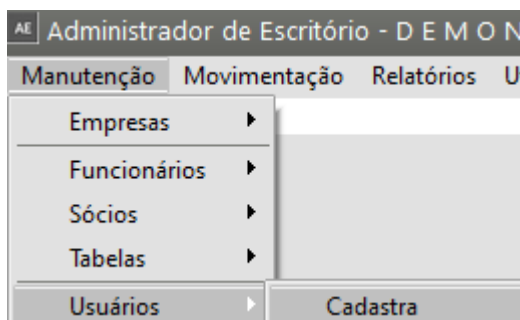 AE Administrador de Escritório - D E M O N
Manutenção Movimentação Relatórios U
Empresas
Funcionários
Sócios
Tabelas
Usuários Cadastra